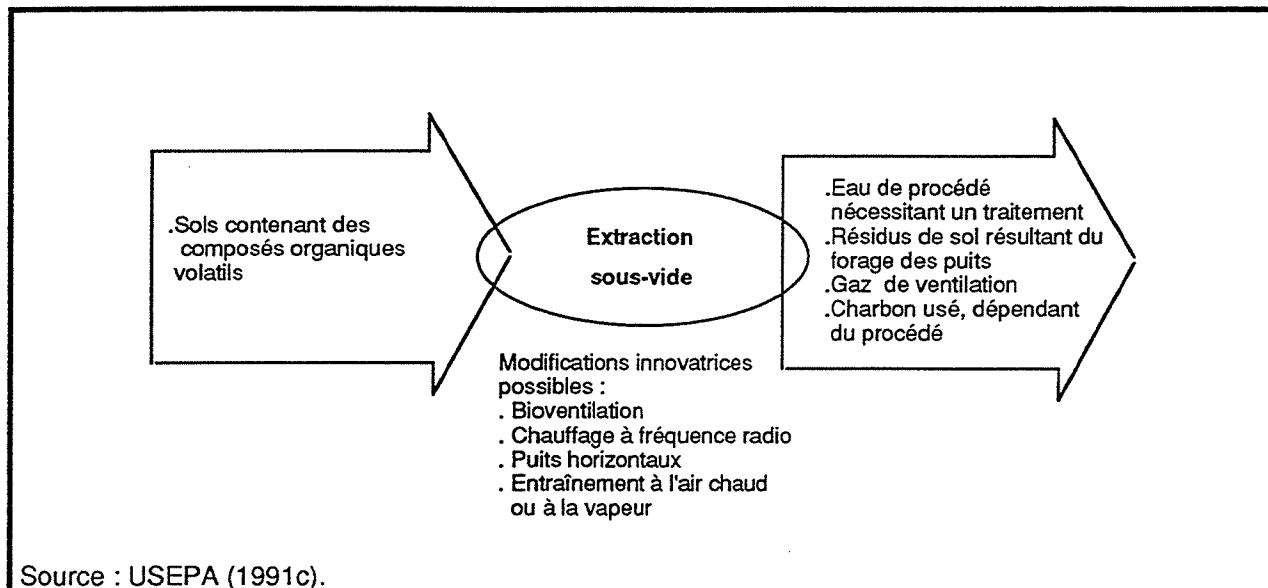 .Sols contenant des
composés organiques
volatils
Extraction
sous-vide
Modifications innovatrices
possibles :
. Bioventilation
. Chauffage à fréquence radio
. Puits horizontaux
. Entraînement à l'air chaud
ou à la vapeur
.Eau de procédé
nécessitant un traitement
.Résidus de sol résultant du
forage des puits
.Gaz de ventilation
.Charbon usé, dépendant
du procédé
Source : USEPA (1991c).